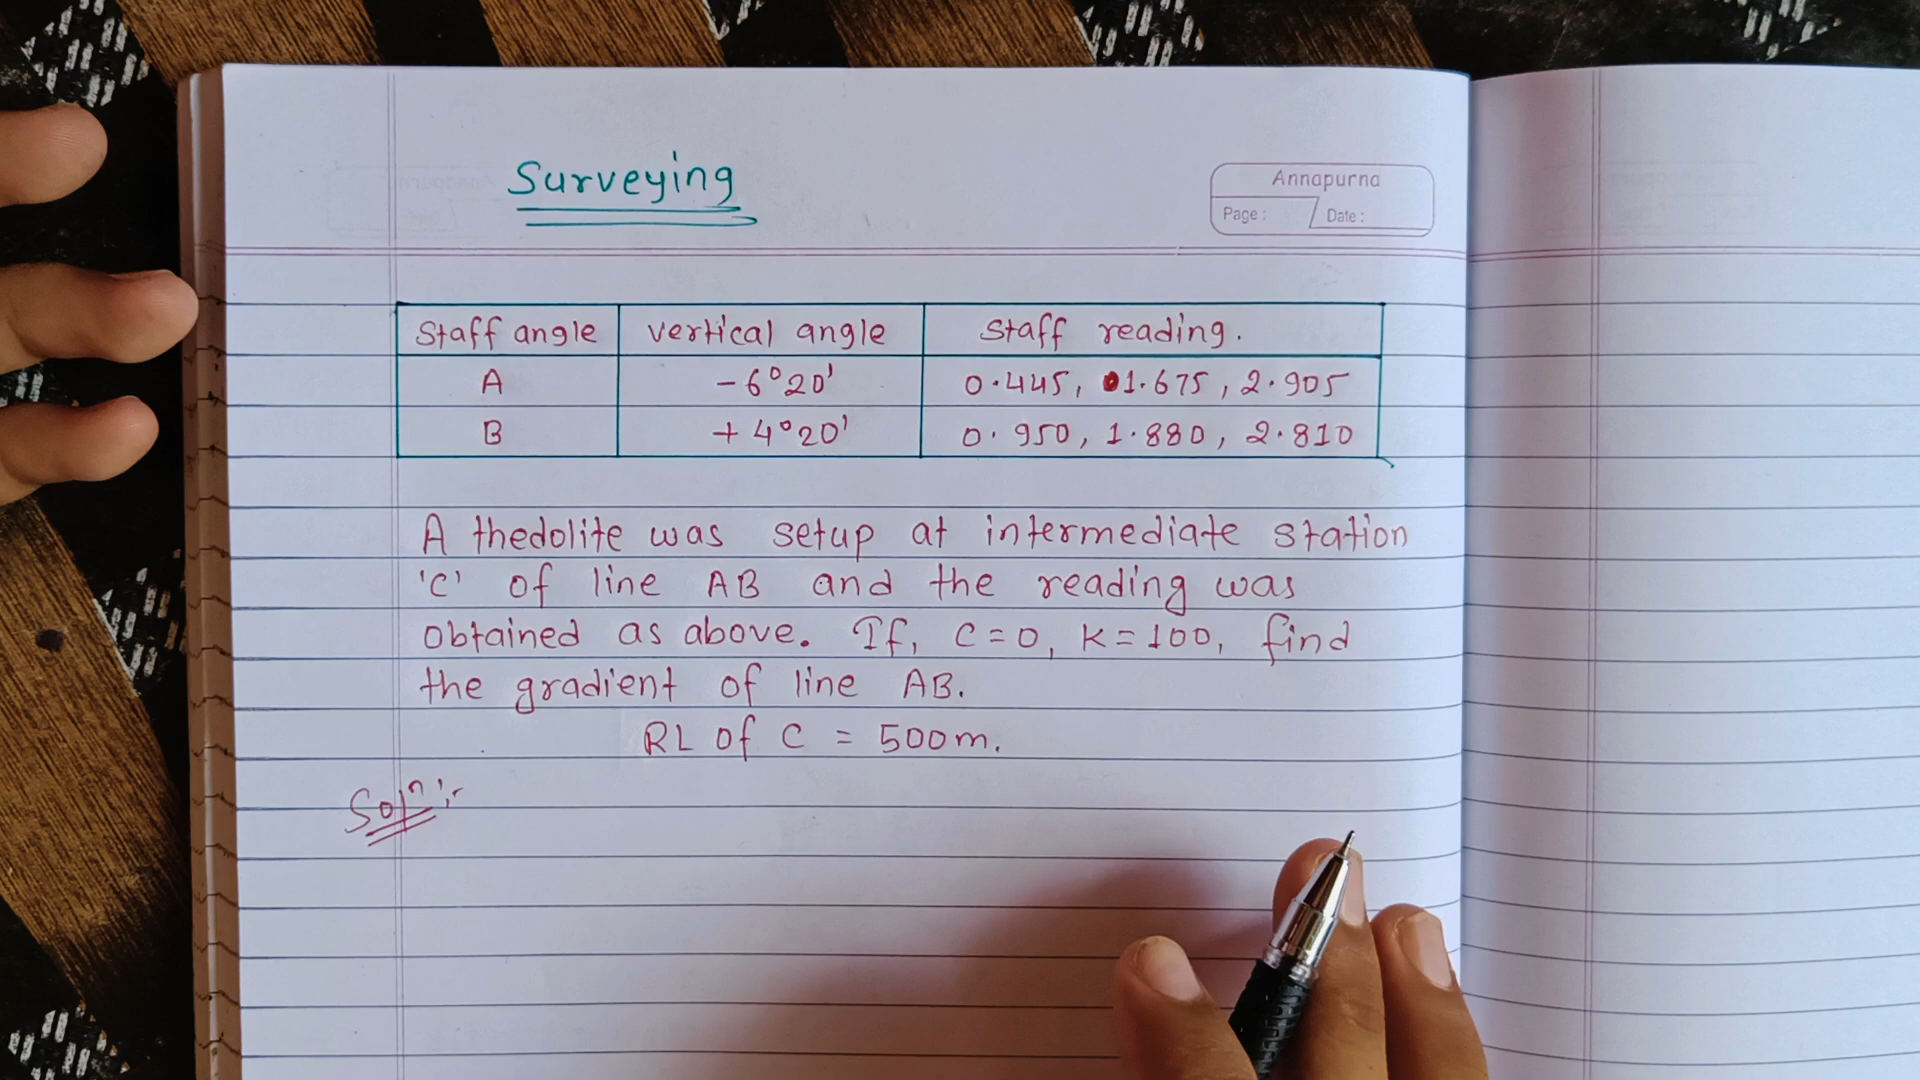 Surveying
Annapurna
Page : Date :
Staff angle vertical angle Staff reading.
A -6°20' 0.445, 1.675, 2.905
B +4°20' 0.950, 1.880, 2.810
A thedolite was setup at intermediate station
'C' of line AB and the reading was
obtained as above. If, C=0, K=100, find
the gradient of line AB.
RL of C = 500m.
Soln:-